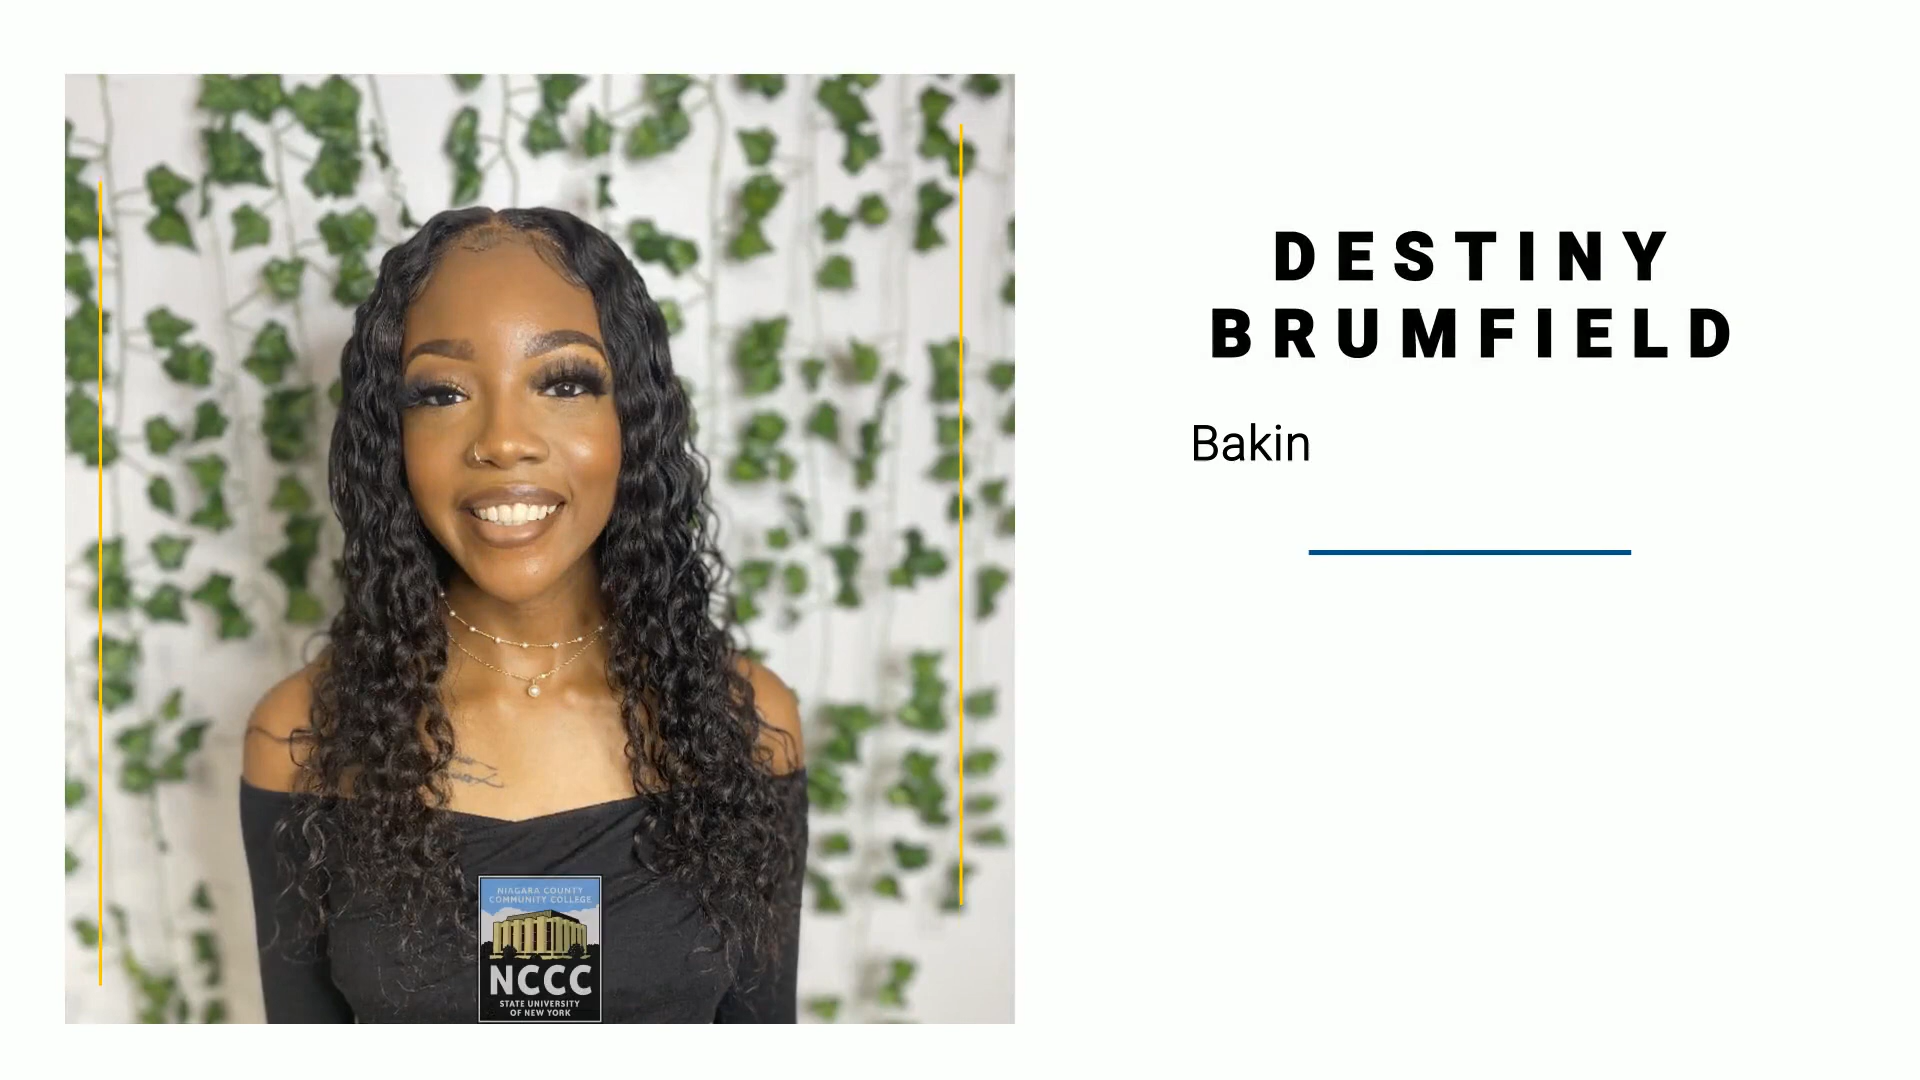 DESTINY
BRUMFIELD
Bakin
NIAGARA COUNTY
COMMUNITY COLLEGE
NCCC
STATE UNIVERSITY
OF NEW YORK